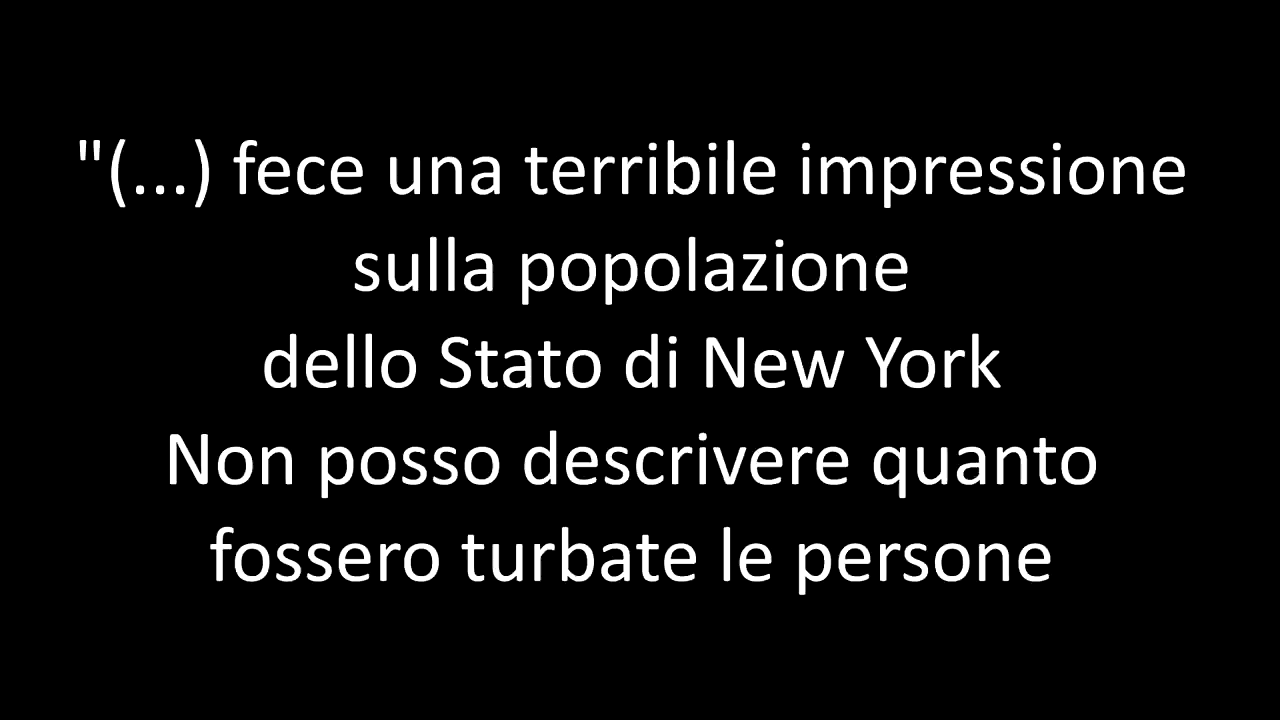 "(...) fece una terribile impressione
sulla popolazione
dello Stato di New York
Non posso descrivere quanto
fossero turbate le persone